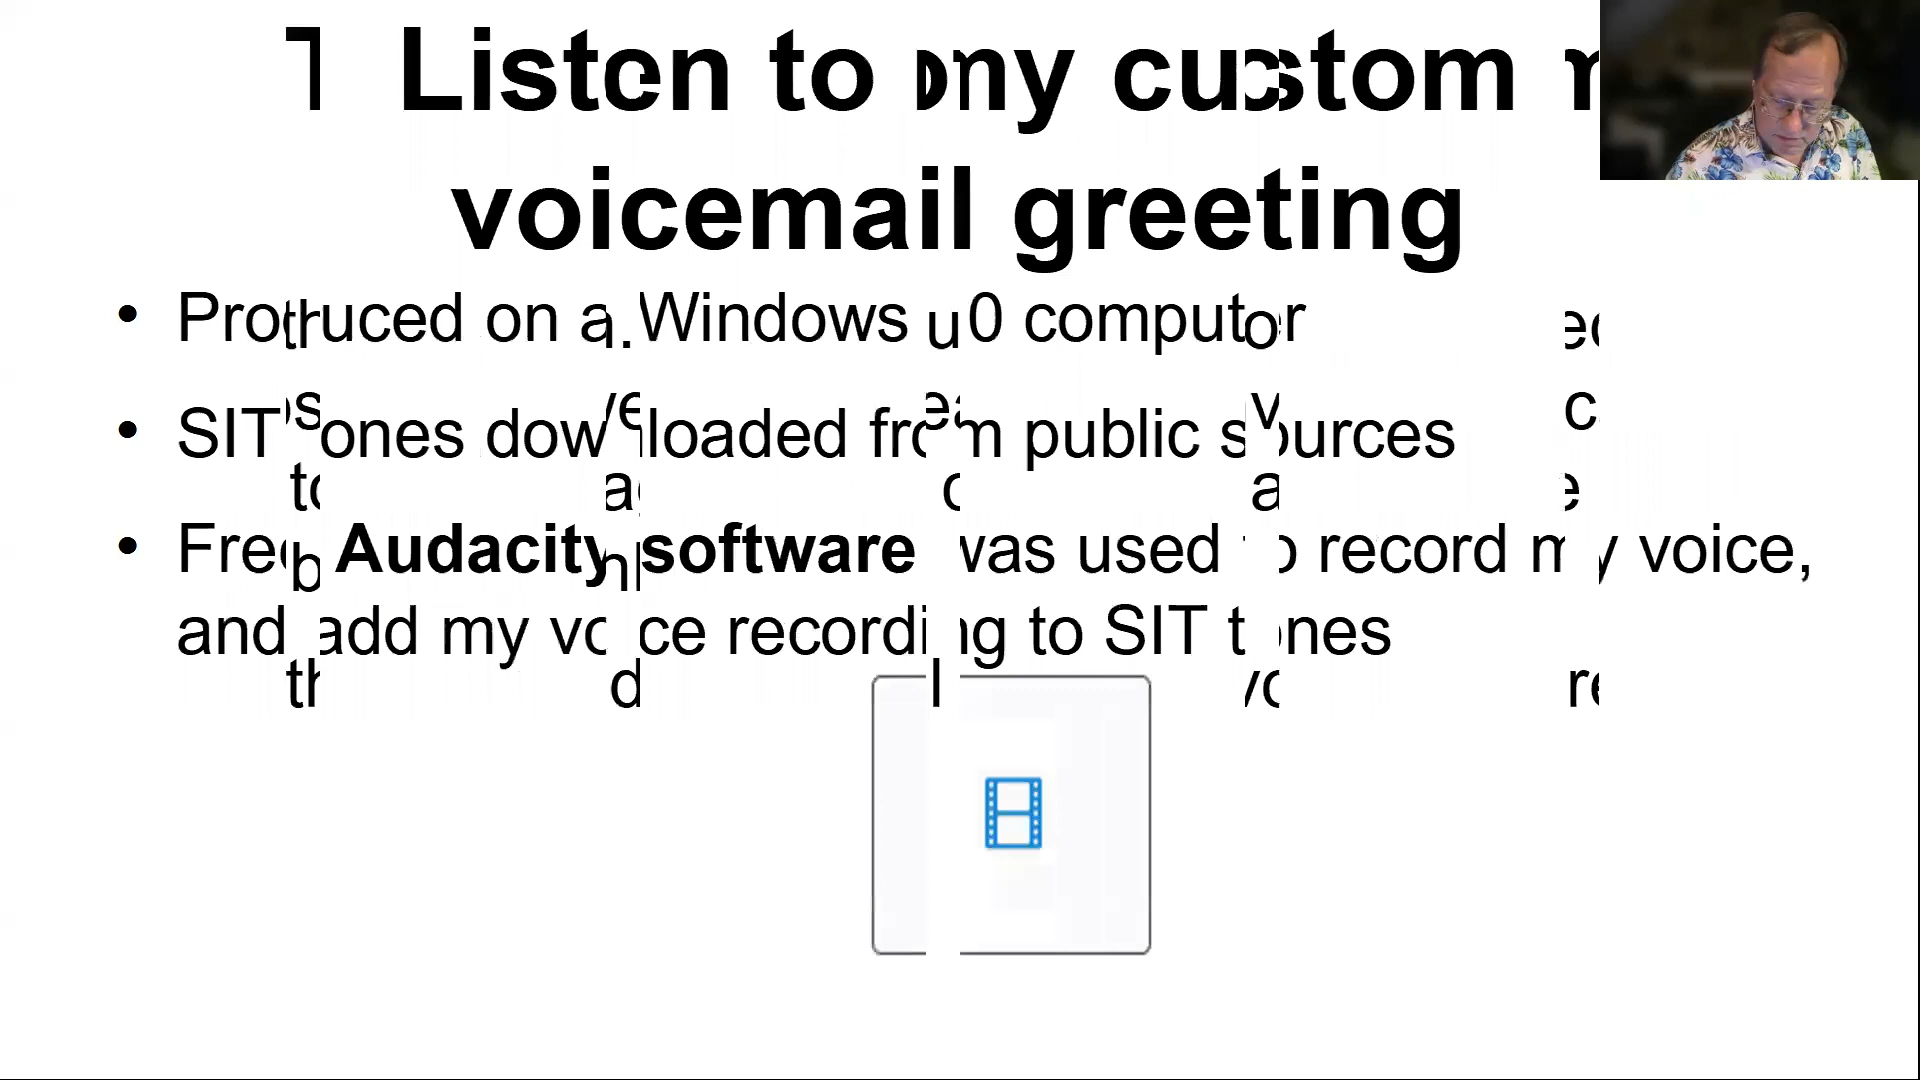 Listen to my custom
voicemail greeting
• Produced on a Windows 10 computer
• SIT tones downloaded from public sources
• Free Audacity software was used to record my voice,
and add my voice recording to SIT tones